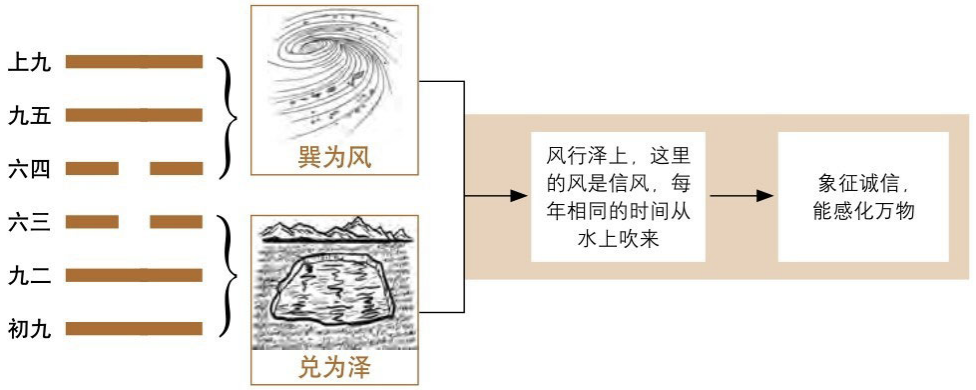 上九
九五
六四
六三
九二
初九
巽为风
兑为泽
风行泽上，这里
的风是信风，每
年相同的时间从
水上吹来
象征诚信，
能感化万物